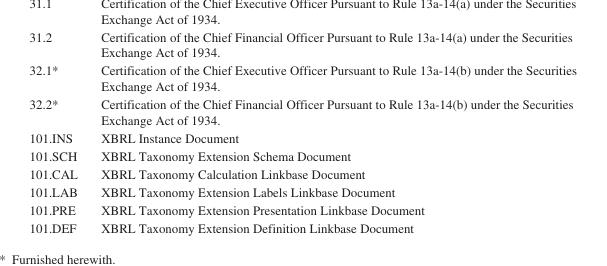 31.1 Certification of the Chief Executive Officer Pursuant to Rule 13a-14(a) under the Securities
Exchange Act of 1934.
31.2 Certification of the Chief Financial Officer Pursuant to Rule 13a-14(a) under the Securities
Exchange Act of 1934.
32.1* Certification of the Chief Executive Officer Pursuant to Rule 13a-14(b) under the Securities
Exchange Act of 1934.
32.2* Certification of the Chief Financial Officer Pursuant to Rule 13a-14(b) under the Securities
Exchange Act of 1934.
101.INS XBRL Instance Document
101.SCH XBRL Taxonomy Extension Schema Document
101.CAL XBRL Taxonomy Calculation Linkbase Document
101.LAB XBRL Taxonomy Extension Labels Linkbase Document
101.PRE XBRL Taxonomy Extension Presentation Linkbase Document
101.DEF XBRL Taxonomy Extension Definition Linkbase Document
* Furnished herewith.